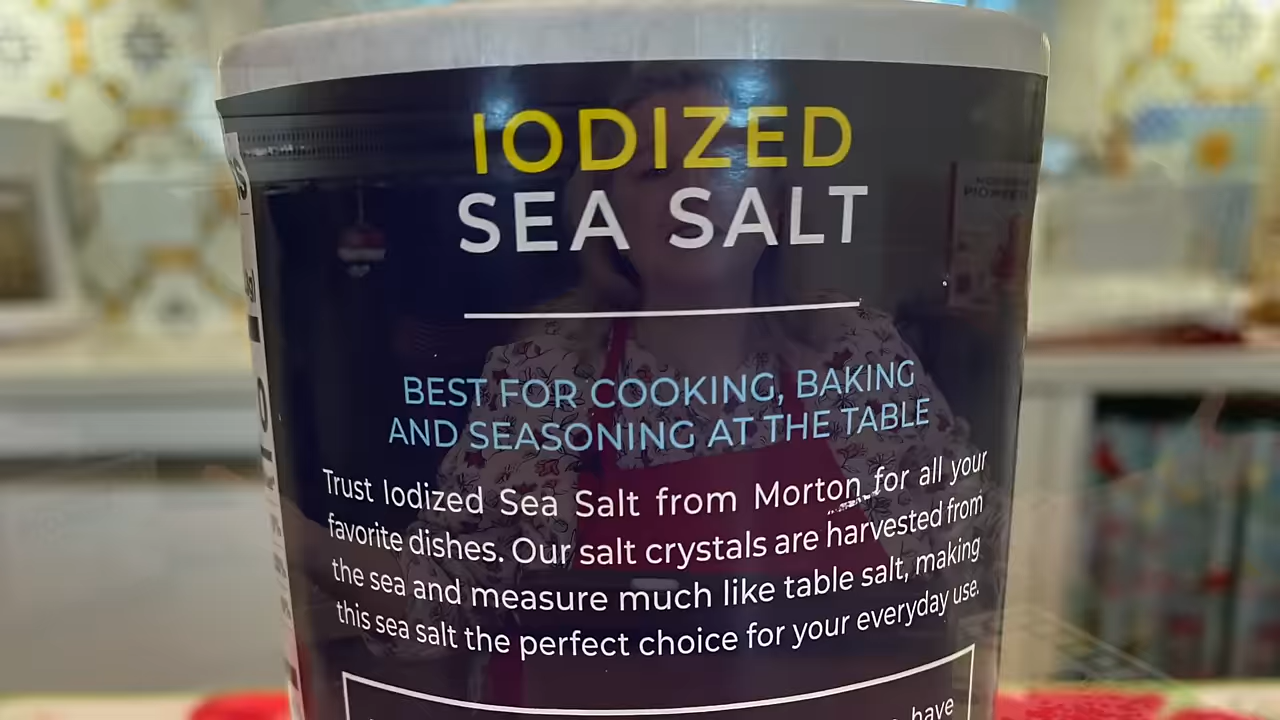 IODIZED
SEA SALT
BEST FOR COOKING, BAKING
AND SEASONING AT THE TABLE
Trust Iodized Sea Salt from Morton for all your
favorite dishes. Our salt crystals are harvested from
the sea and measure much like table salt, making
this sea salt the perfect choice for your everyday use.
have